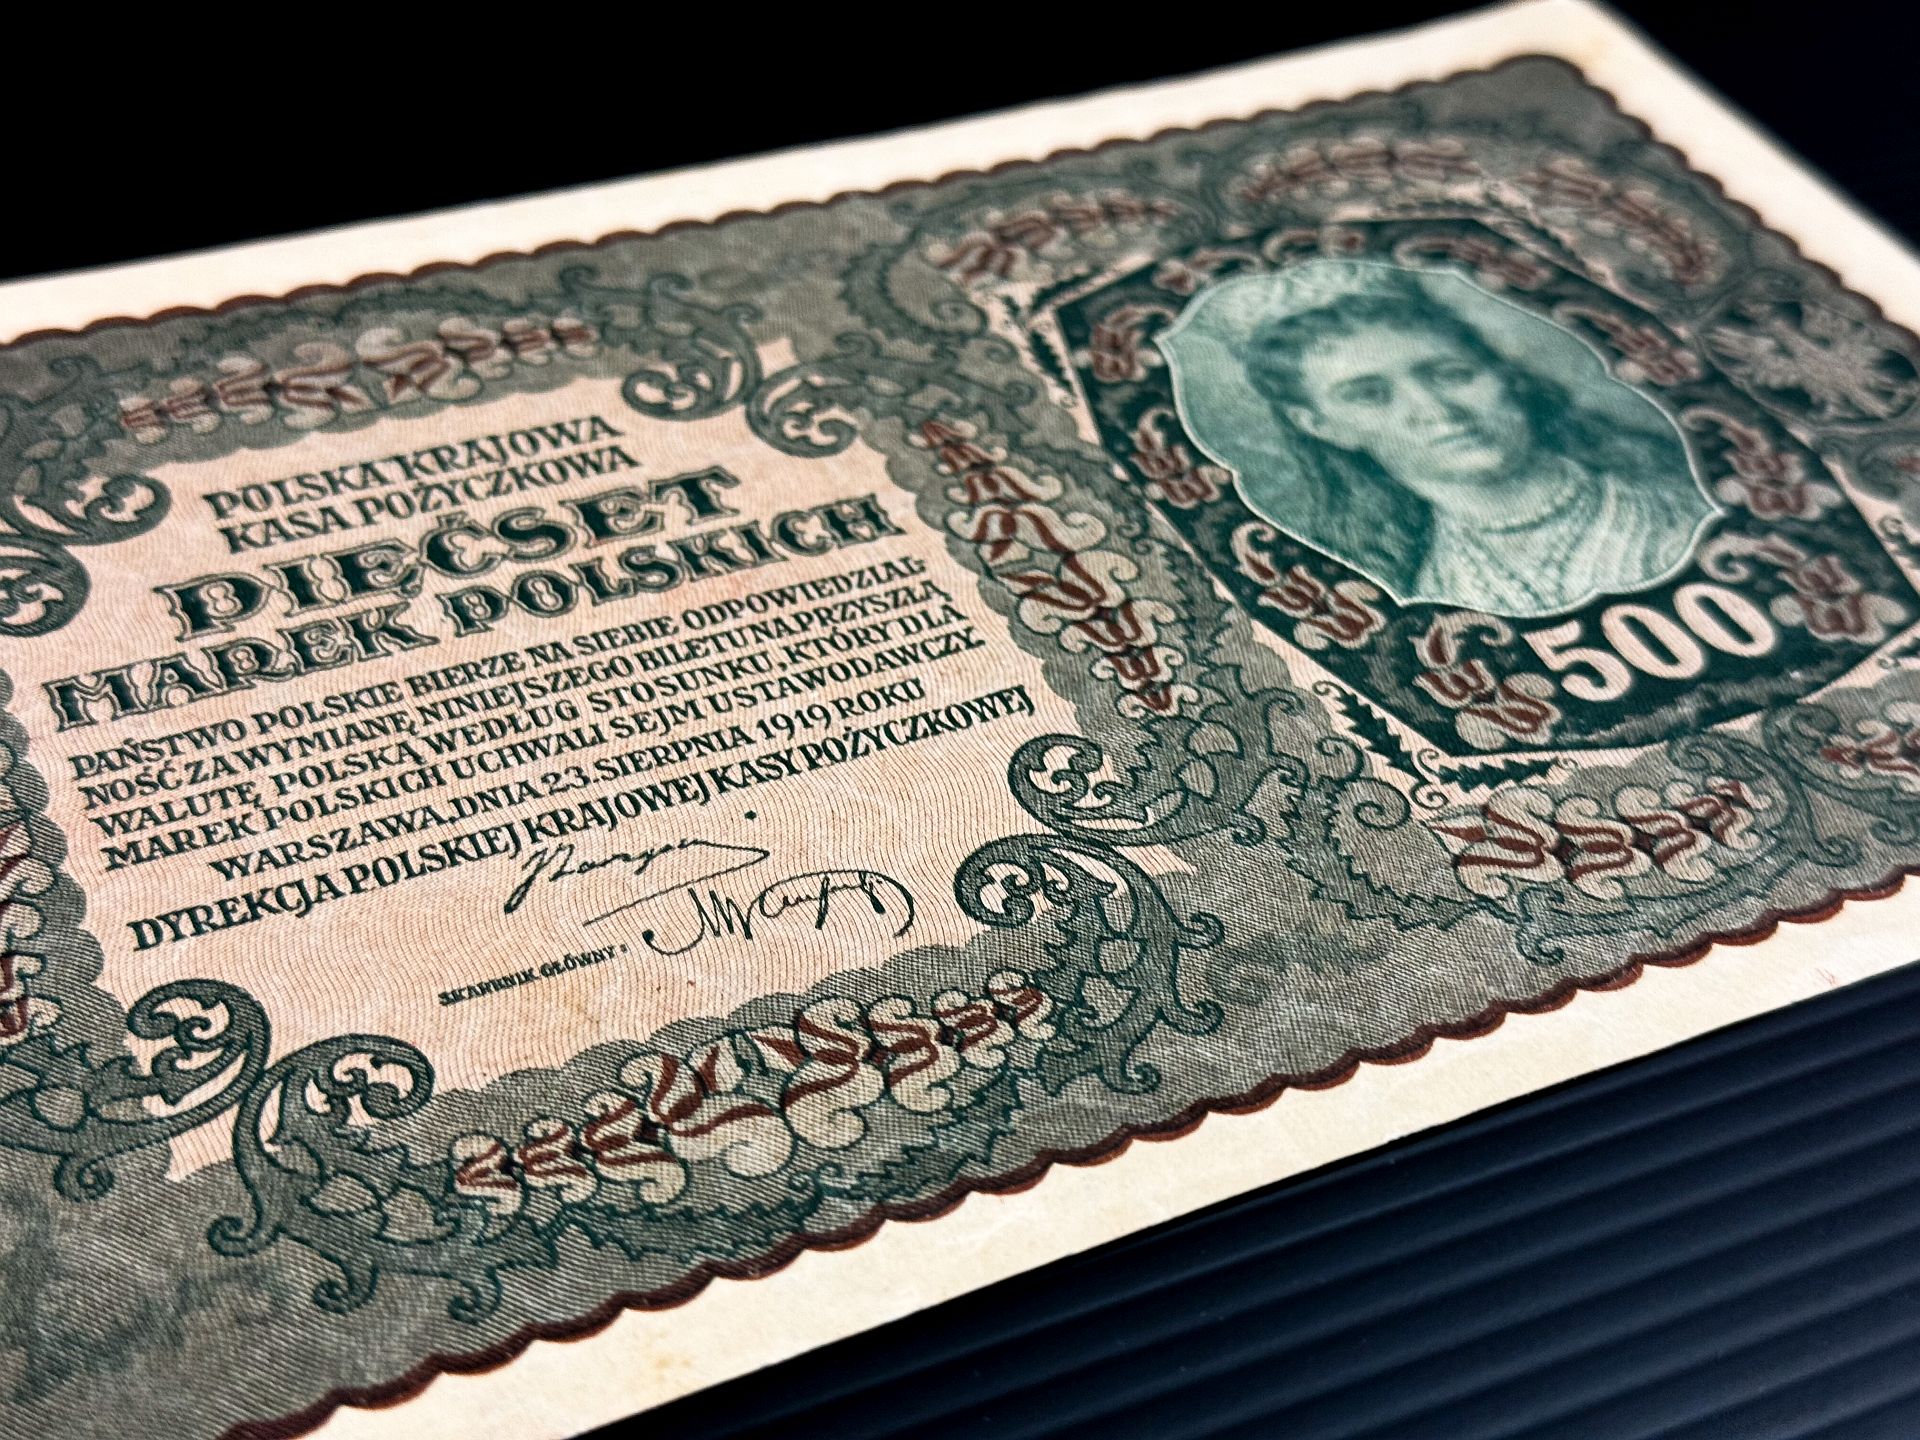 POLSKA KRAJOWA
KASA POŻYCZKOWA
PIĘĆSET
MAREK POLSKICH
PAŃSTWO POLSKIE BIERZE NA SIEBIE ODPOWIEDZIAL-
NOŚĆ ZA WYMIANĘ NINIEJSZEGO BILETU NA PRZYSZŁĄ
WALUTĘ POLSKĄ WEDŁUG STOSUNKU, KTÓRY DLA
MAREK POLSKICH UCHWALI SEJM USTAWODAWCZY.
WARSZAWA, DNIA 23. SIERPNIA 1919 ROKU
DYREKCJA POLSKIEJ KRAJOWEJ KASY POŻYCZKOWEJ
SKARBNIK GŁÓWNY:
500